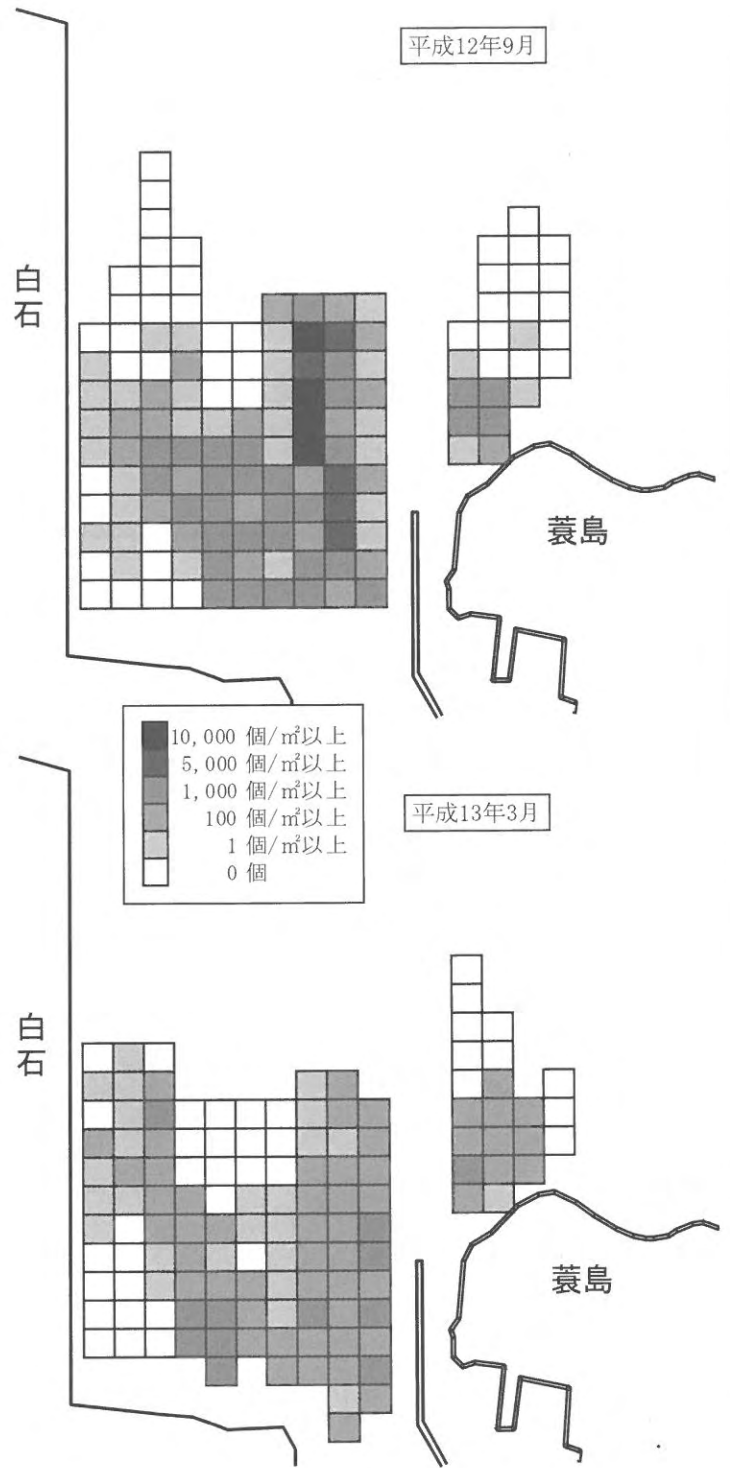 平成12年9月
白石
蓑島
10,000 個/㎡以上
5,000 個/㎡以上
1,000 個/㎡以上
100 個/㎡以上
1 個/㎡以上
0 個
平成13年3月
白石
蓑島